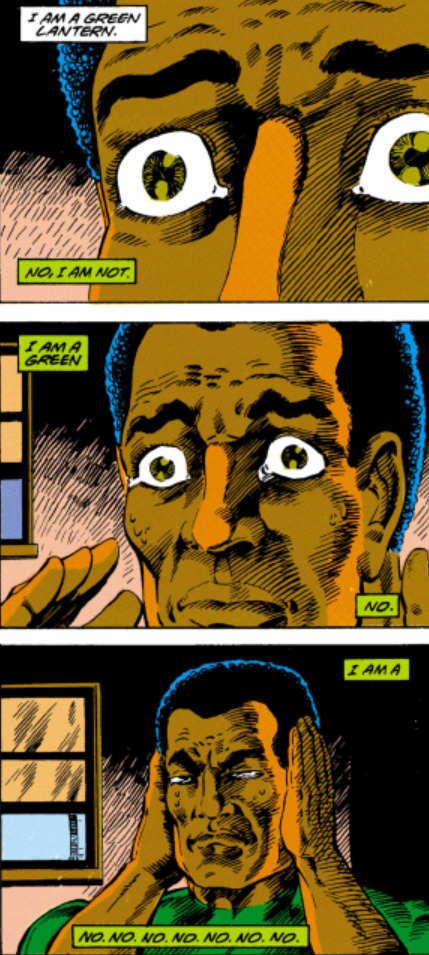 I AM A GREEN
LANTERN.
NO, I AM NOT.
I AM A
GREEN
NO.
I AM A
NO. NO. NO. NO. NO. NO. NO.